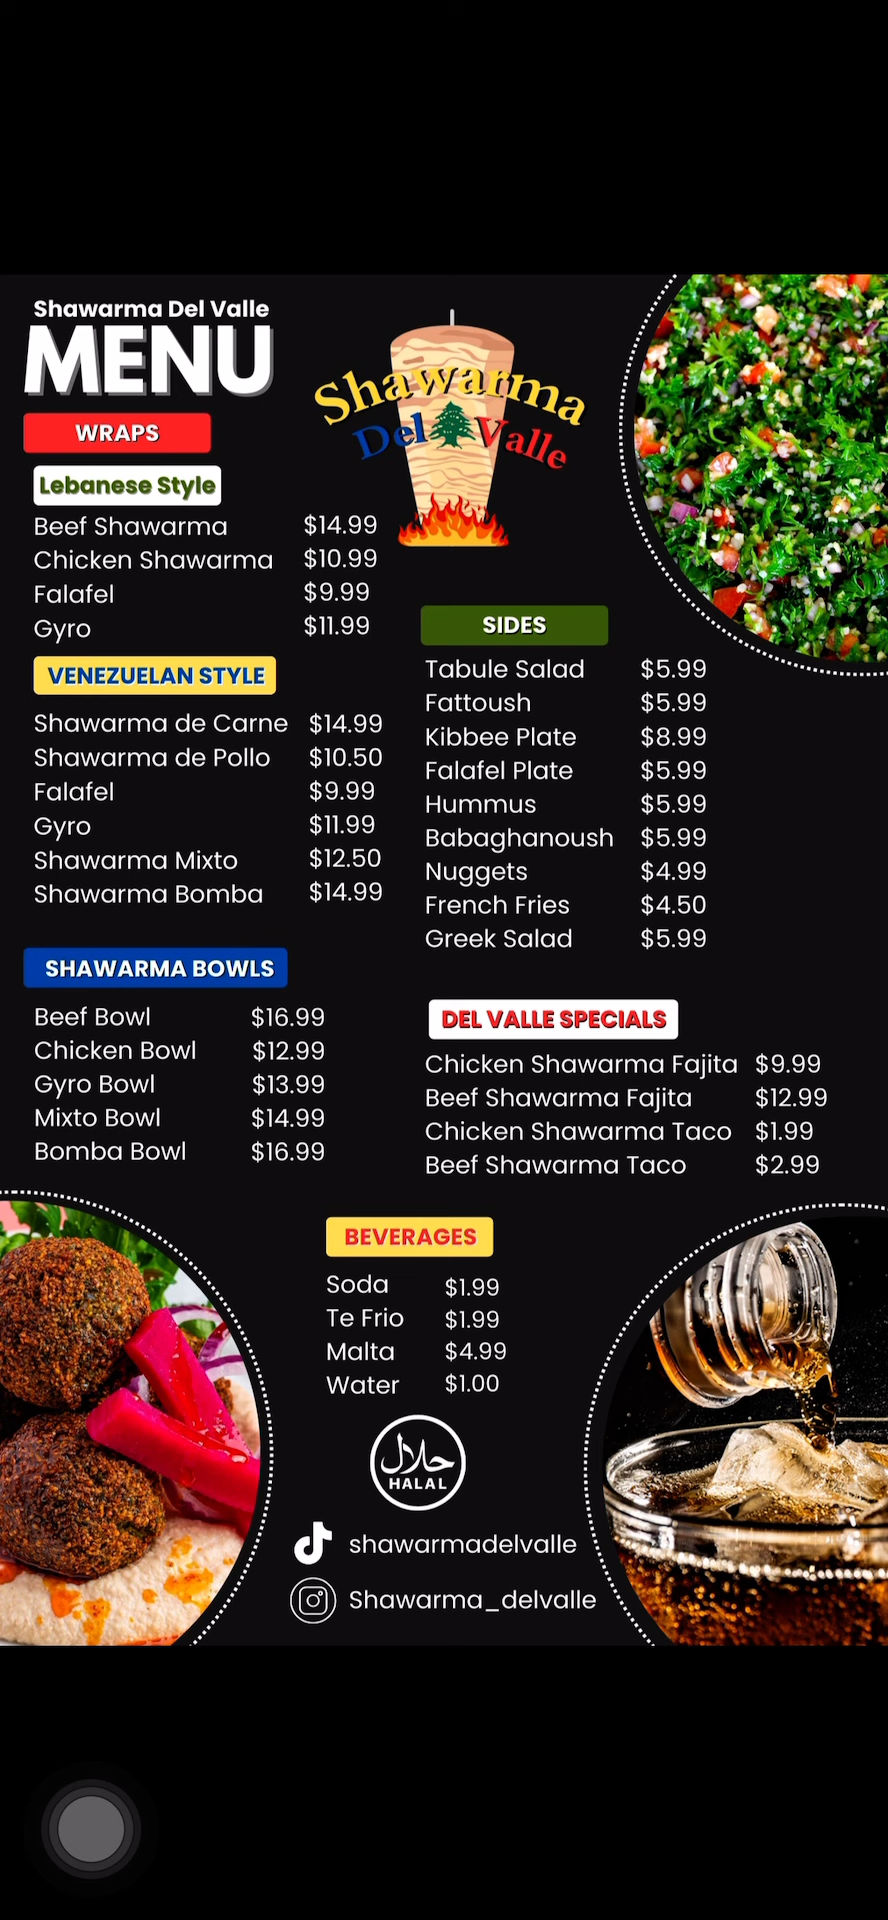 Shawarma Del Valle
MENU
Shawarma
Del Valle
WRAPS
Lebanese Style
Beef Shawarma $14.99
Chicken Shawarma $10.99
Falafel $9.99
Gyro $11.99
VENEZUELAN STYLE
Shawarma de Carne $14.99
Shawarma de Pollo $10.50
Falafel $9.99
Gyro $11.99
Shawarma Mixto $12.50
Shawarma Bomba $14.99
SHAWARMA BOWLS
Beef Bowl $16.99
Chicken Bowl $12.99
Gyro Bowl $13.99
Mixto Bowl $14.99
Bomba Bowl $16.99
SIDES
Tabule Salad $5.99
Fattoush $5.99
Kibbee Plate $8.99
Falafel Plate $5.99
Hummus $5.99
Babaghanoush $5.99
Nuggets $4.99
French Fries $4.50
Greek Salad $5.99
DEL VALLE SPECIALS
Chicken Shawarma Fajita $9.99
Beef Shawarma Fajita $12.99
Chicken Shawarma Taco $1.99
Beef Shawarma Taco $2.99
BEVERAGES
Soda $1.99
Te Frio $1.99
Malta $4.99
Water $1.00
حلال
HALAL
shawarmadelvalle
Shawarma_delvalle